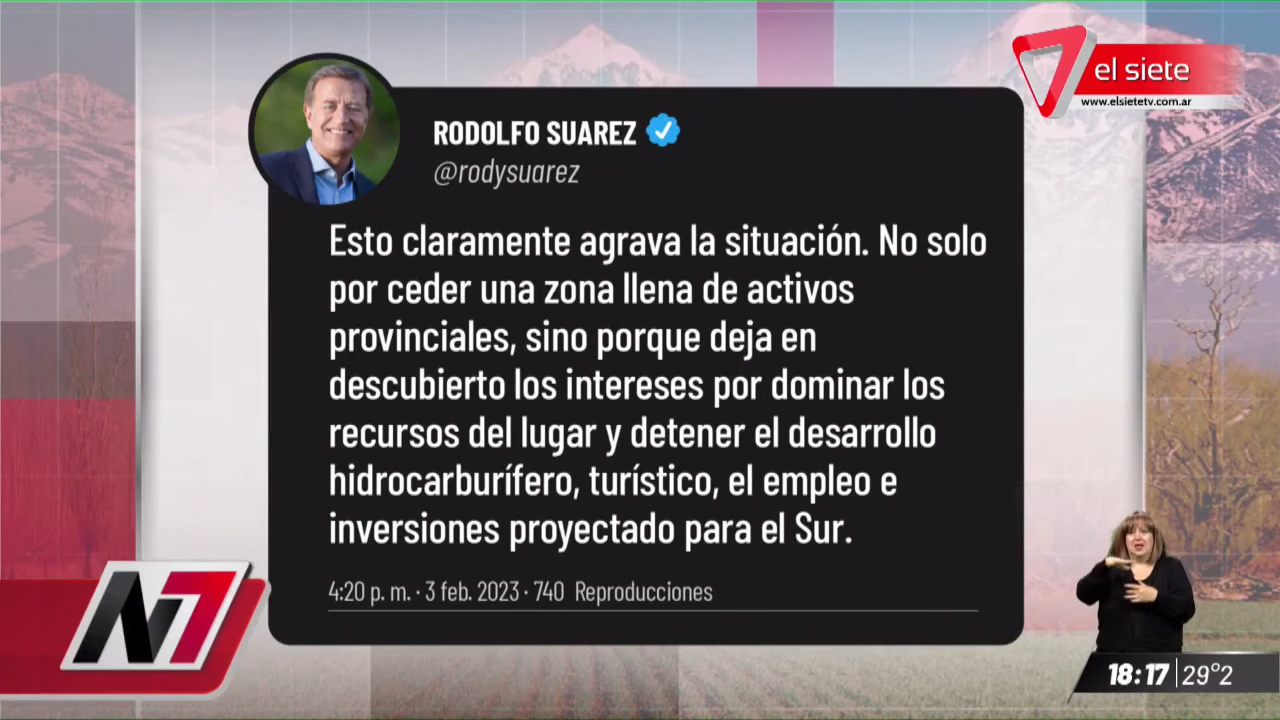 el siete
www.elsietetv.com.ar
RODOLFO SUAREZ
@rodysuarez
Esto claramente agrava la situación. No solo
por ceder una zona llena de activos
provinciales, sino porque deja en
descubierto los intereses por dominar los
recursos del lugar y detener el desarrollo
hidrocarburífero, turístico, el empleo e
inversiones proyectado para el Sur.
4:20 p. m. · 3 feb. 2023 · 740 Reproducciones
N7
18:17 29°2